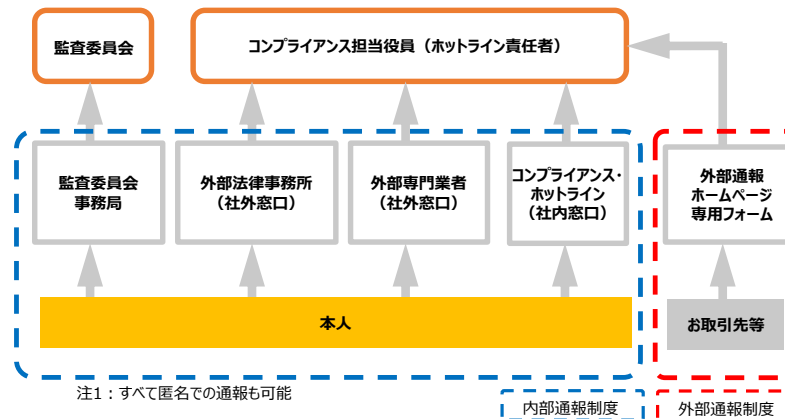 監査委員会
コンプライアンス担当役員（ホットライン責任者）
監査委員会
事務局
外部法律事務所
（社外窓口）
外部専門業者
（社外窓口）
コンプライアンス・
ホットライン
（社内窓口）
外部通報
ホームページ
専用フォーム
本人
お取引先等
注1：すべて匿名での通報も可能
内部通報制度
外部通報制度